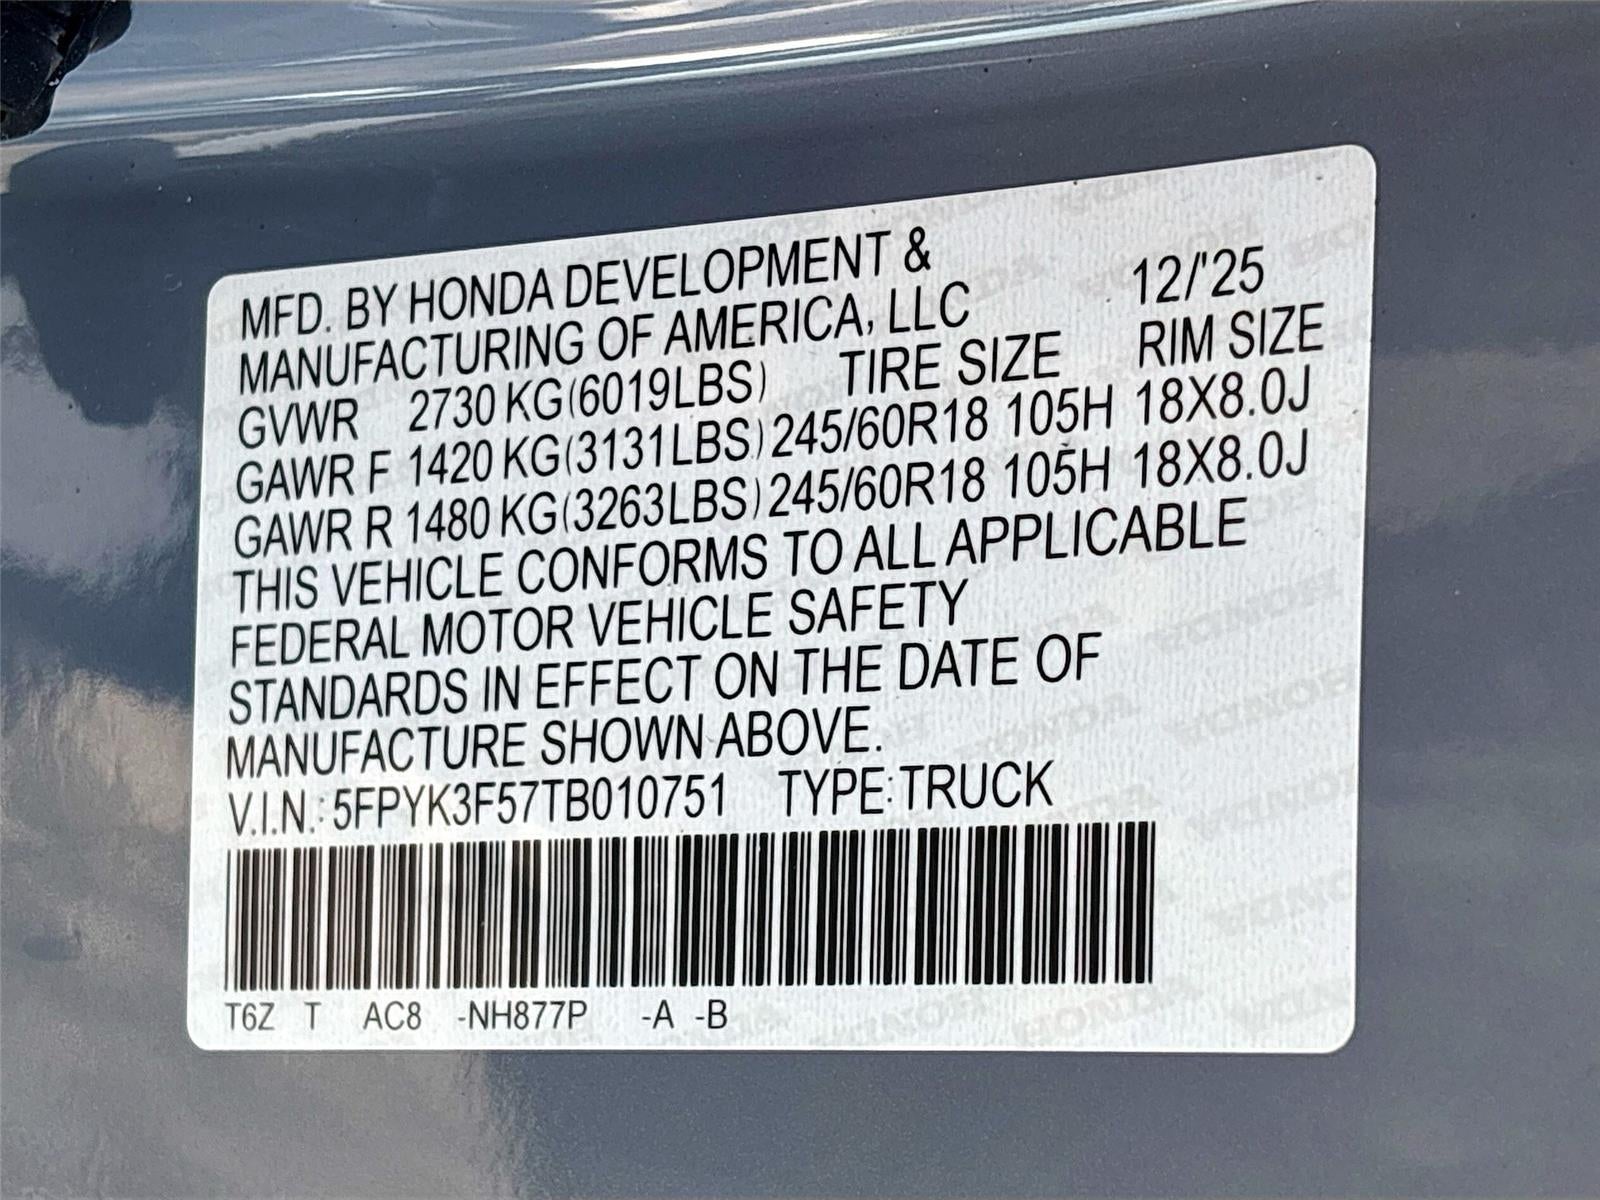 MFD. BY HONDA DEVELOPMENT &
MANUFACTURING OF AMERICA, LLC 12/'25
GVWR 2730 KG(6019LBS) TIRE SIZE RIM SIZE
GAWR F 1420 KG(3131LBS) 245/60R18 105H 18X8.0J
GAWR R 1480 KG(3263LBS) 245/60R18 105H 18X8.0J
THIS VEHICLE CONFORMS TO ALL APPLICABLE
FEDERAL MOTOR VEHICLE SAFETY
STANDARDS IN EFFECT ON THE DATE OF
MANUFACTURE SHOWN ABOVE.
V.I.N.: 5FPYK3F57TB010751 TYPE: TRUCK
T6Z T AC8 -NH877P -A -B